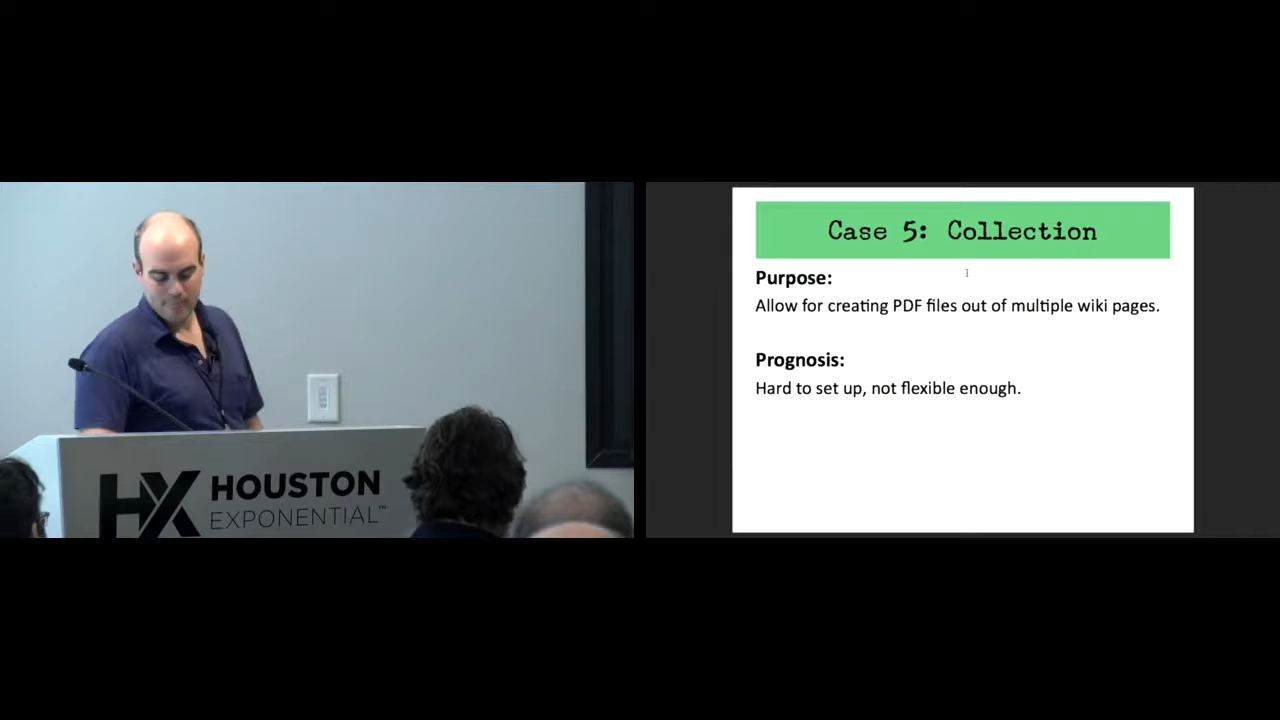 HX HOUSTON
EXPONENTIAL™
Case 5: Collection
Purpose:
Allow for creating PDF files out of multiple wiki pages.
Prognosis:
Hard to set up, not flexible enough.